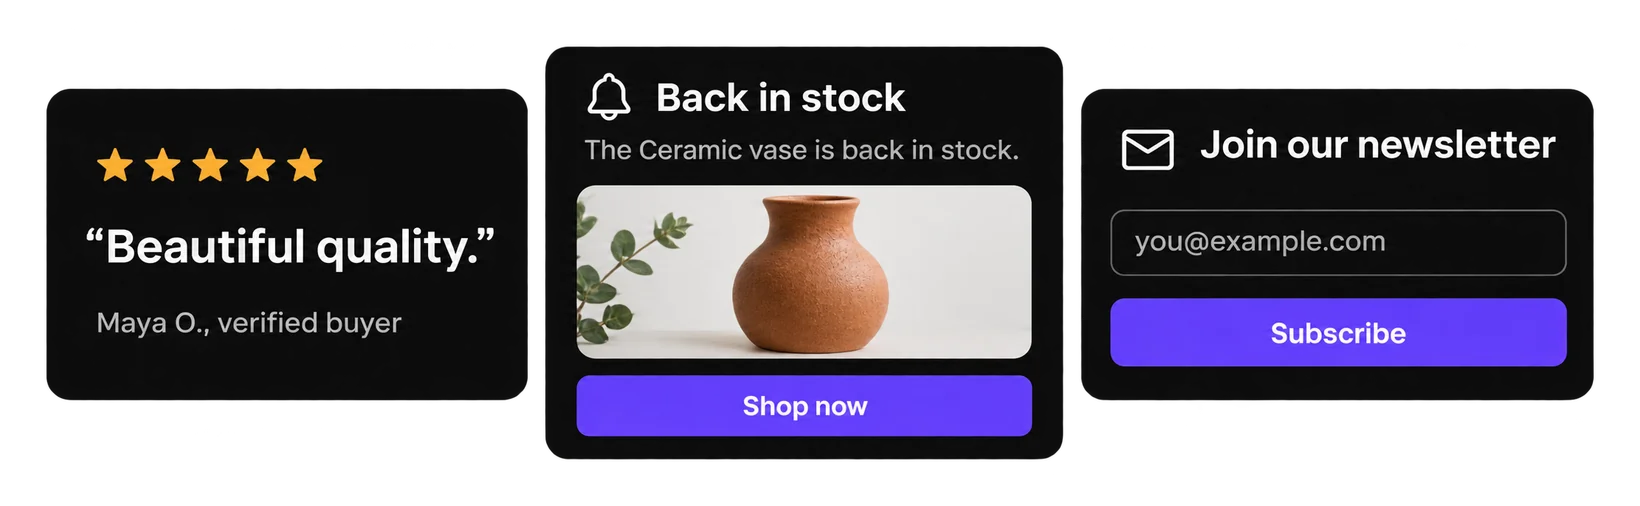 “Beautiful quality.”
Maya O., verified buyer
Back in stock
The Ceramic vase is back in stock.
Shop now
Join our newsletter
you@example.com
Subscribe